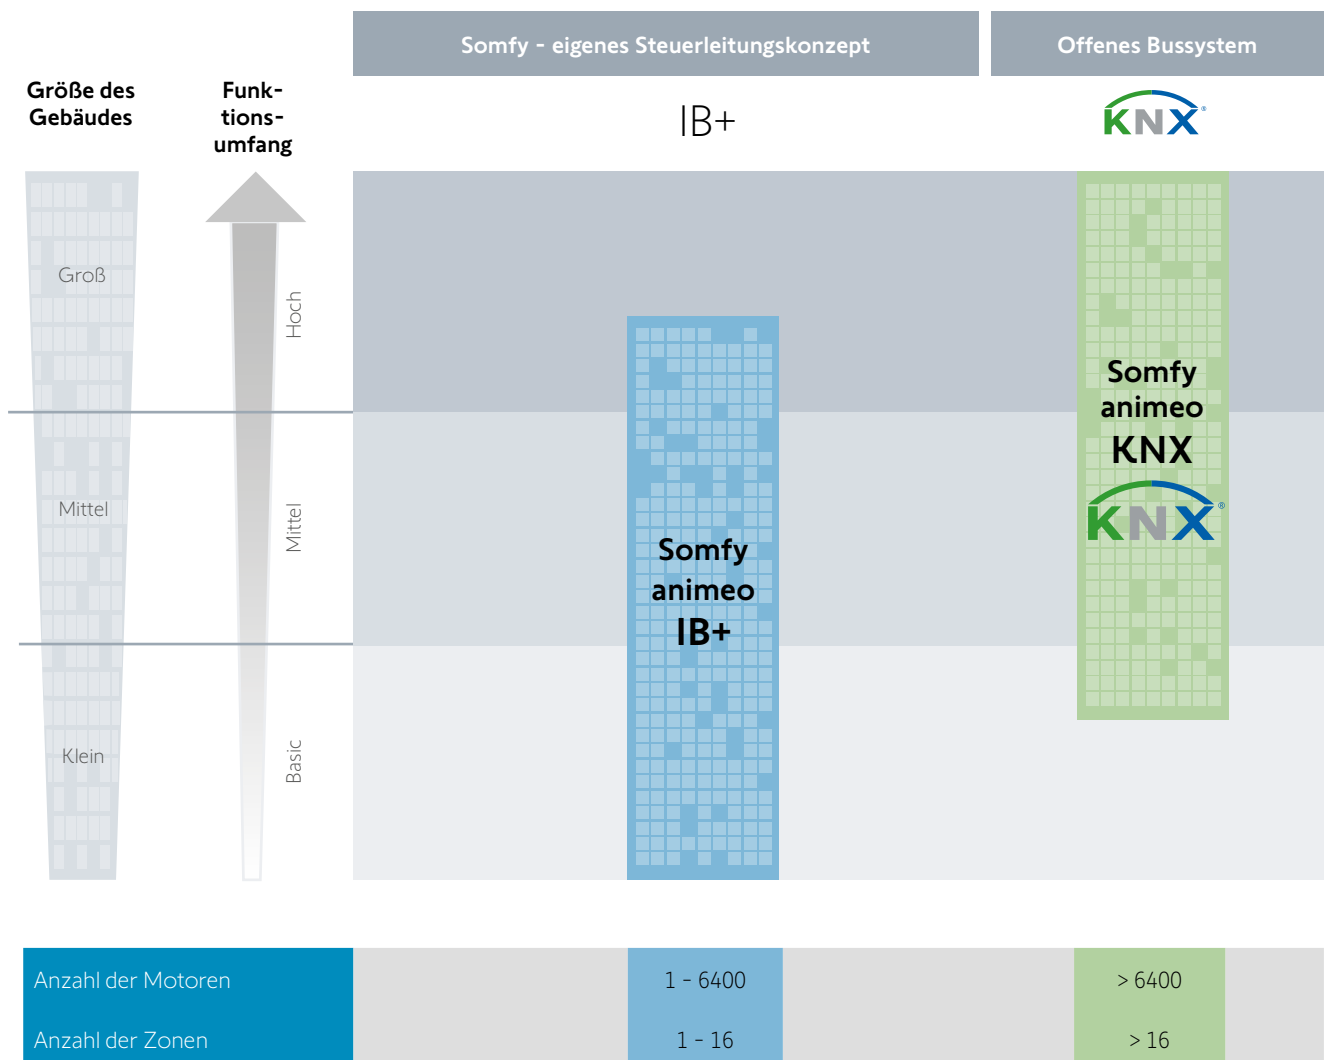 Somfy - eigenes Steuerleitungskonzept
Offenes Bussystem
Größe des
Gebäudes
Funk-
tions-
umfang
IB+
KNX®
Groß
Mittel
Klein
Hoch
Mittel
Basic
Somfy
animeo
IB+
Somfy
animeo
KNX
KNX®
Anzahl der Motoren
1 - 6400
> 6400
Anzahl der Zonen
1 - 16
> 16